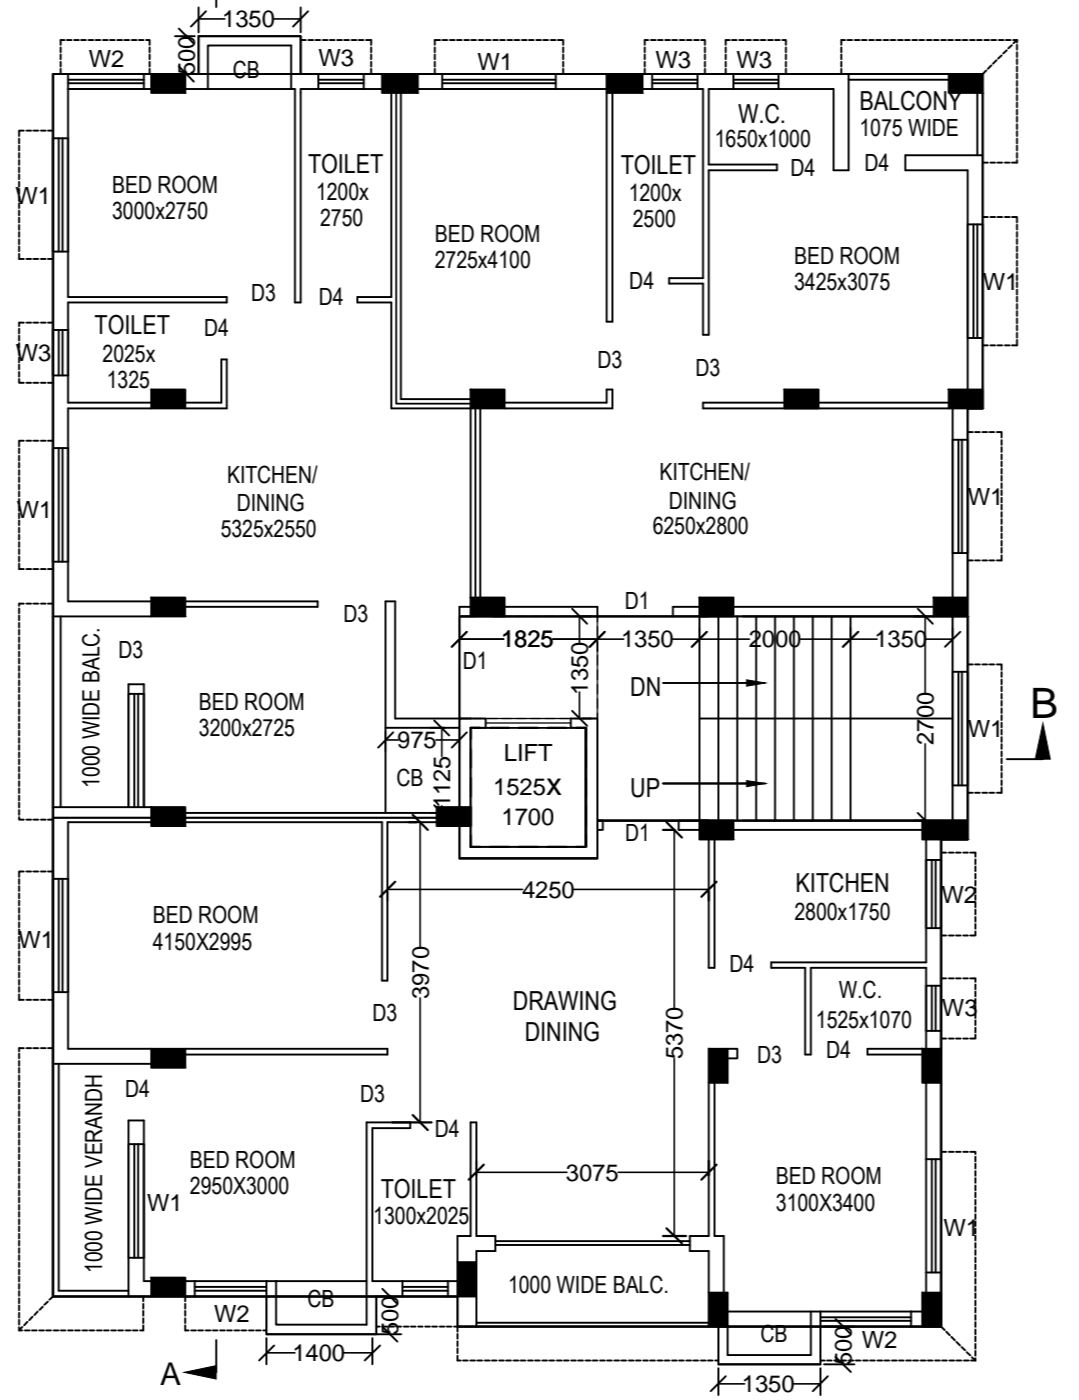 1350
500
W2
CB
W3
W1
W3
W3
BALCONY
1075 WIDE
W.C.
1650x1000
D4
D4
W1
BED ROOM
3000x2750
TOILET
1200x
2750
BED ROOM
2725x4100
TOILET
1200x
2500
BED ROOM
3425x3075
W1
D3
D4
D4
TOILET
2025x
1325
D4
W3
D3
D3
KITCHEN/
DINING
5325x2550
KITCHEN/
DINING
6250x2800
W1
W1
D3
D1
1825
1350
2000
1350
1000 WIDE BALC.
D3
D1
1350
DN
BED ROOM
3200x2725
2700
W1
B
975
CB
1125
LIFT
1525X
1700
UP
D1
4250
KITCHEN
2800x1750
W2
BED ROOM
4150X2995
W1
3970
D4
W.C.
1525x1070
W3
DRAWING
DINING
5370
D3
D3
D4
D4
D3
1000 WIDE VERANDH
D4
BED ROOM
2950X3000
W1
TOILET
1300x2025
3075
BED ROOM
3100X3400
W1
1000 WIDE BALC.
W2
CB
500
1400
A
CB
500
W2
1350